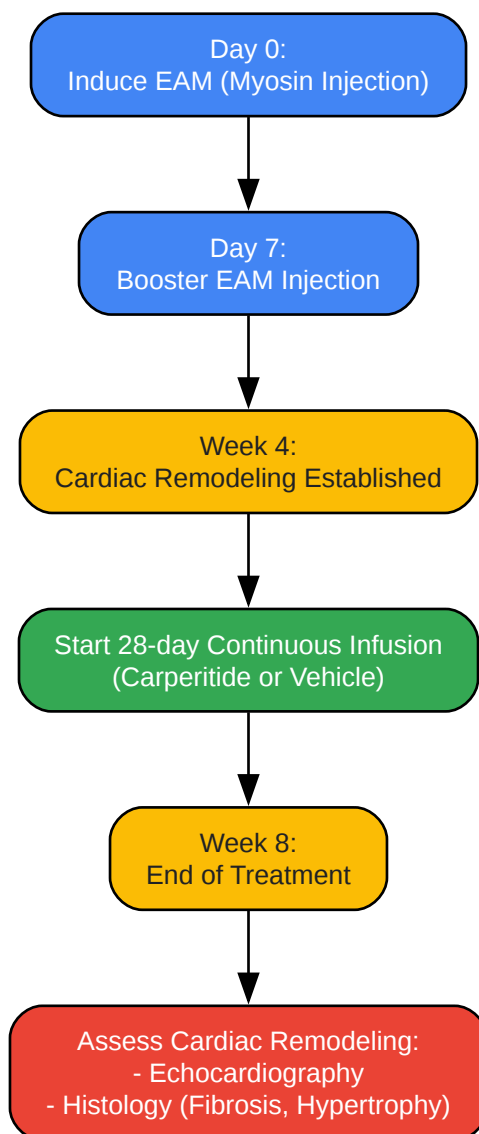 Day 0:
Induce EAM (Myosin Injection)
Day 7:
Booster EAM Injection
Week 4:
Cardiac Remodeling Established
Start 28-day Continuous Infusion
(Carperitide or Vehicle)
Week 8:
End of Treatment
Assess Cardiac Remodeling:
- Echocardiography
- Histology (Fibrosis, Hypertrophy)